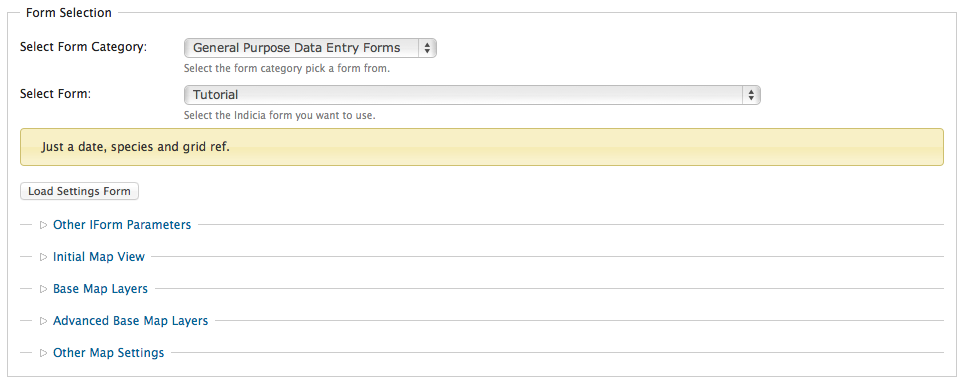 Form Selection
Select Form Category: General Purpose Data Entry Forms
Select the form category pick a form from.
Select Form: Tutorial
Select the Indicia form you want to use.
Just a date, species and grid ref.
Load Settings Form
Other IForm Parameters
Initial Map View
Base Map Layers
Advanced Base Map Layers
Other Map Settings